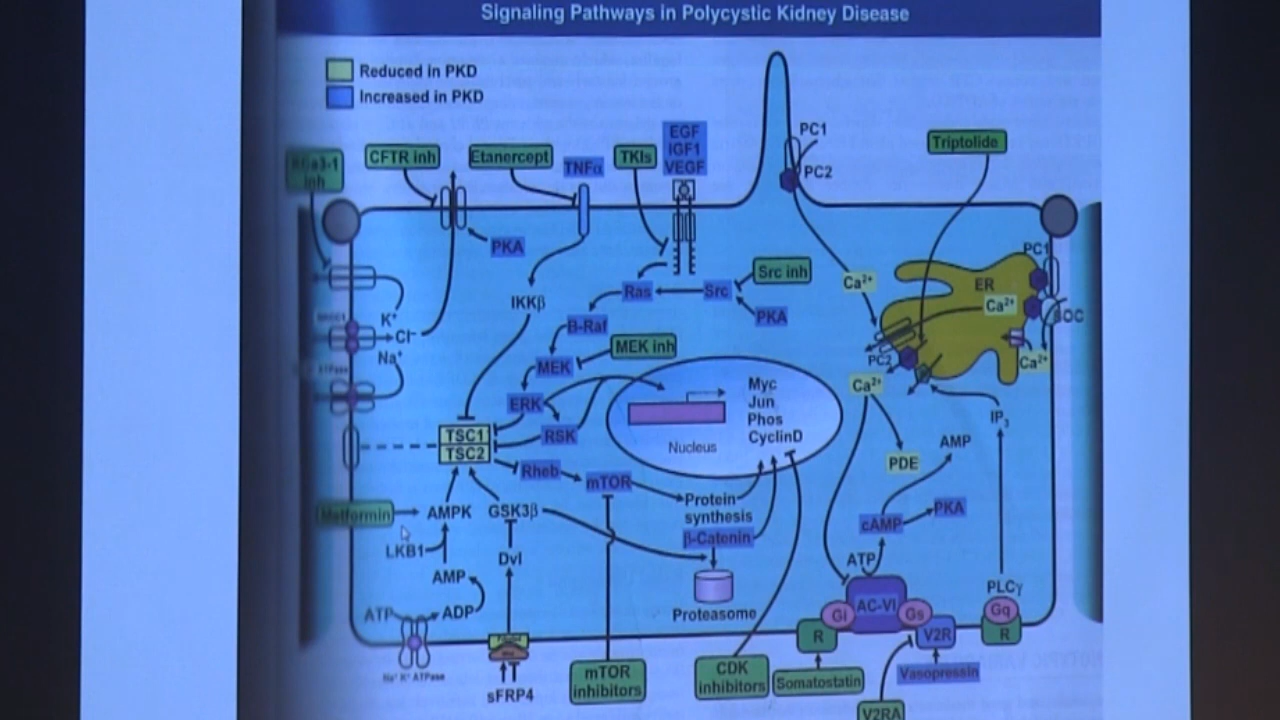 Signaling Pathways in Polycystic Kidney Disease
Reduced in PKD
Increased in PKD
EGF
IGF1
VEGF
PC1
PC2
Triptolide
inh
CFTR inh
Etanercept
TNFα
TKIs
PKA
Src inh
Ca²⁺
PC1
ER
Ca²⁺
IKKβ
Ras
Src
PKA
K⁺
Cl⁻
Na⁺
B-Raf
MEK
MEK inh
PC2
Ca²⁺
Ca²⁺
ERK
RSK
Myc
Jun
Phos
CyclinD
Nucleus
IP₃
TSC1
TSC2
Rheb
mTOR
AMP
PDE
Protein
synthesis
Metformin
AMPK
GSK3β
β-Catenin
cAMP
PKA
LKB1
Dvl
ATP
AMP
PLCγ
ATP
ADP
Proteasome
Gi
AC-VI
Gs
Gq
R
V2R
R
Na⁺ K⁺ ATPase
sFRP4
mTOR
inhibitors
CDK
inhibitors
Somatostatin
Vasopressin
V2RA